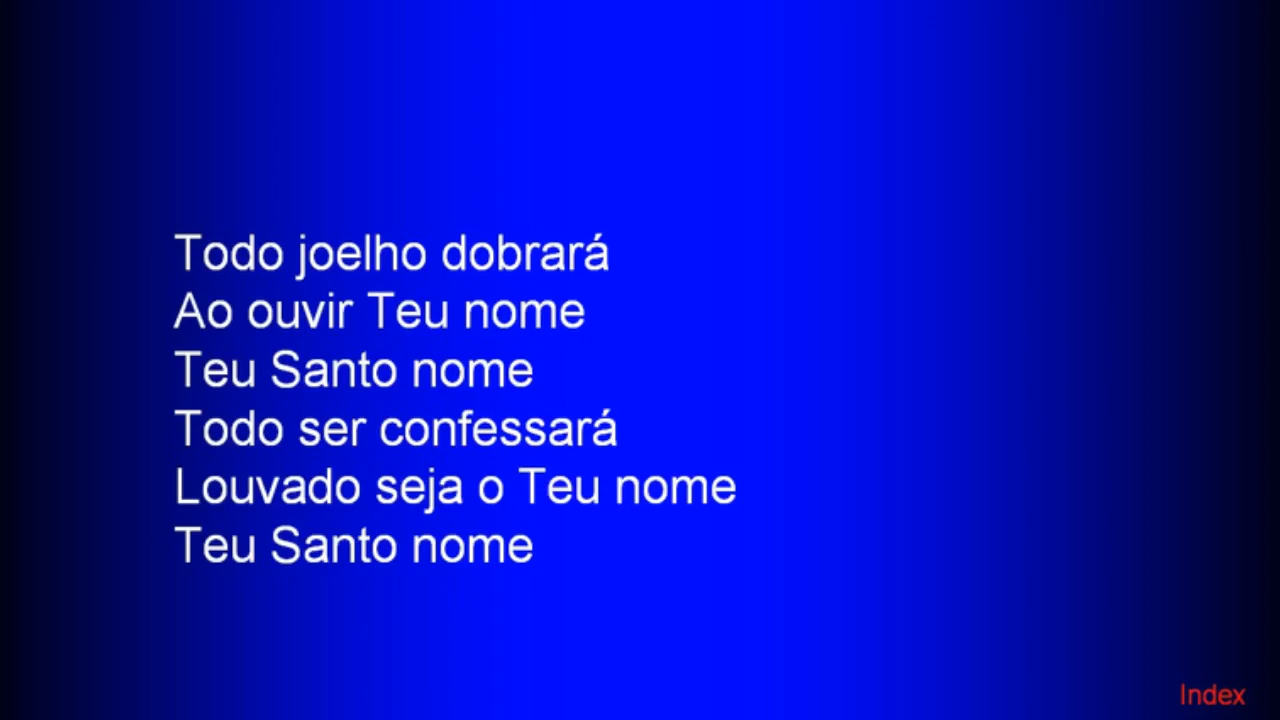 Todo joelho dobrará
Ao ouvir Teu nome
Teu Santo nome
Todo ser confessará
Louvado seja o Teu nome
Teu Santo nome
Index